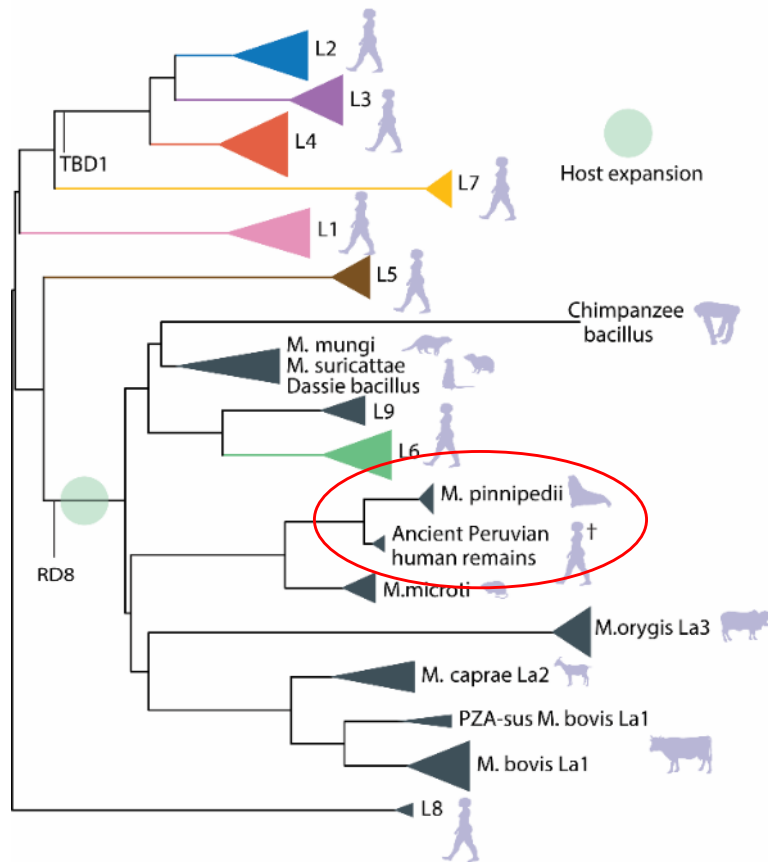 L2
L3
L4
TBD1
Host expansion
L7
L1
L5
Chimpanzee
bacillus
M. mungi
M. suricattae
Dassie bacillus
L9
L6
M. pinnipedii
Ancient Peruvian
human remains
†
RD8
M.microti
M.orygis La3
M. caprae La2
PZA-sus M. bovis La1
M. bovis La1
L8